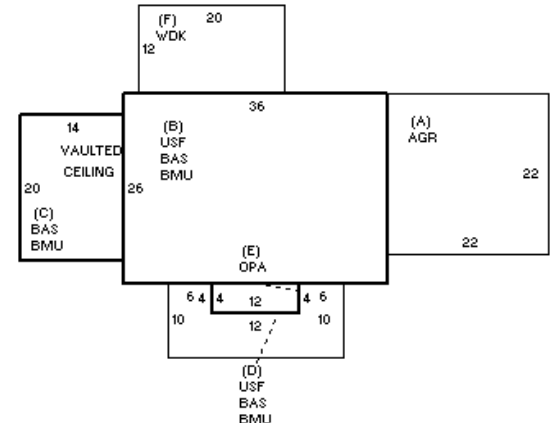 (F) 20
WDK
12
36
14
(B)
USF
BAS
BMU
(A)
AGR
VAULTED
CEILING
22
20
26
(C)
BAS
BMU
22
(E)
OPA
6 4 4 12 4 6
10 12 10
(D)
USF
BAS
BMU